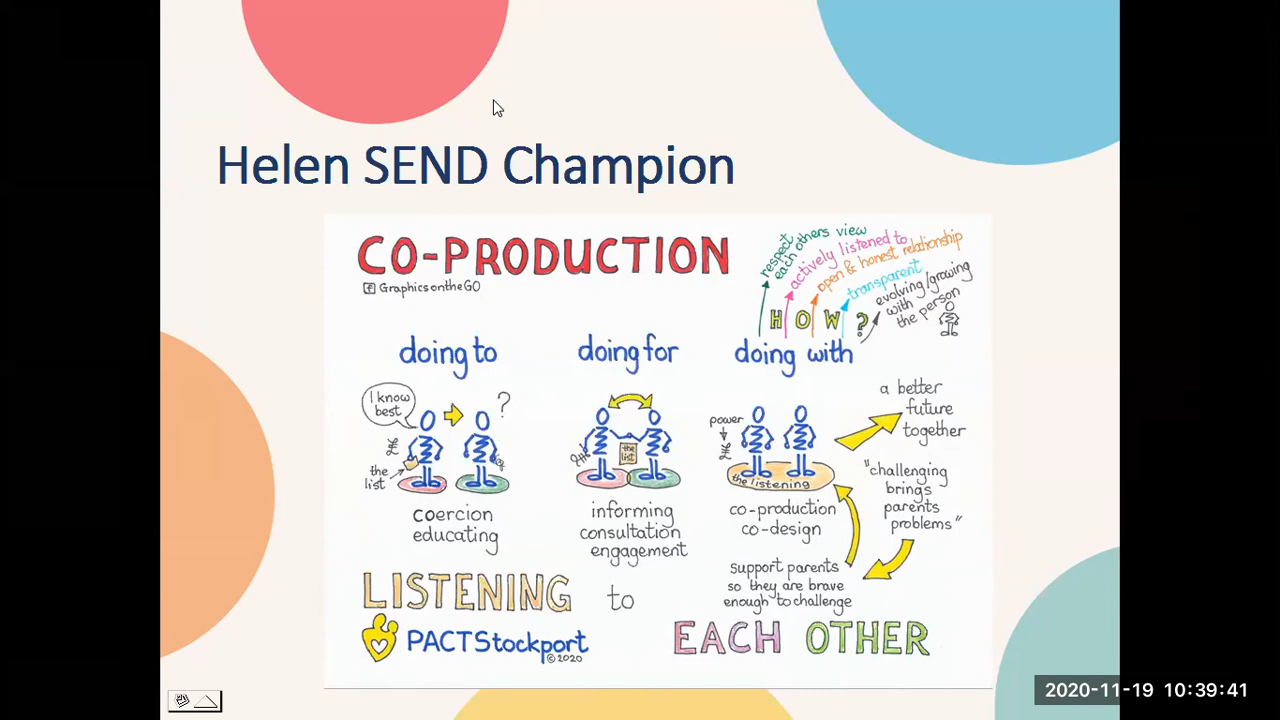 Helen SEND Champion
CO-PRODUCTION
GraphicsontheGO
respect
each others view
actively listened to
open & honest relationship
transparent
evolving/growing
with
the person
HOW?
doing to
doing for
doing with
I know
best
?
the
list
the
list
power
the listening
coercion
educating
informing
consultation
engagement
co-production
co-design
a better
future
together
"challenging
brings
parents
problems"
support parents
so they are brave
enough to challenge
LISTENING to
EACH OTHER
PACTStockport
©2020
2020-11-19 10:39:41